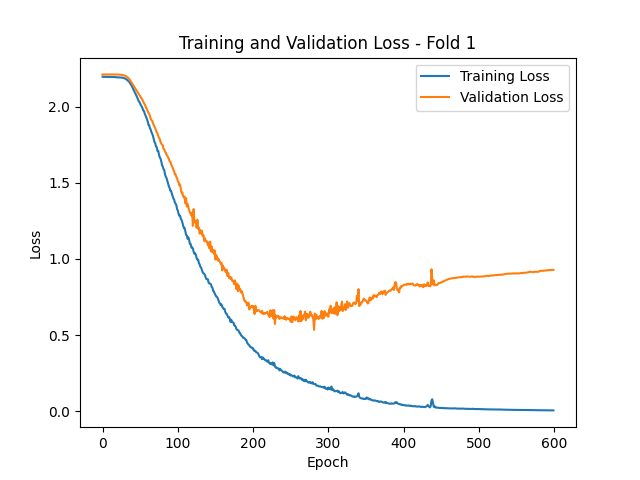 Training and Validation Loss - Fold 1
Training Loss
Validation Loss
2.0
1.5
1.0
0.5
0.0
Loss
0 100 200 300 400 500 600
Epoch